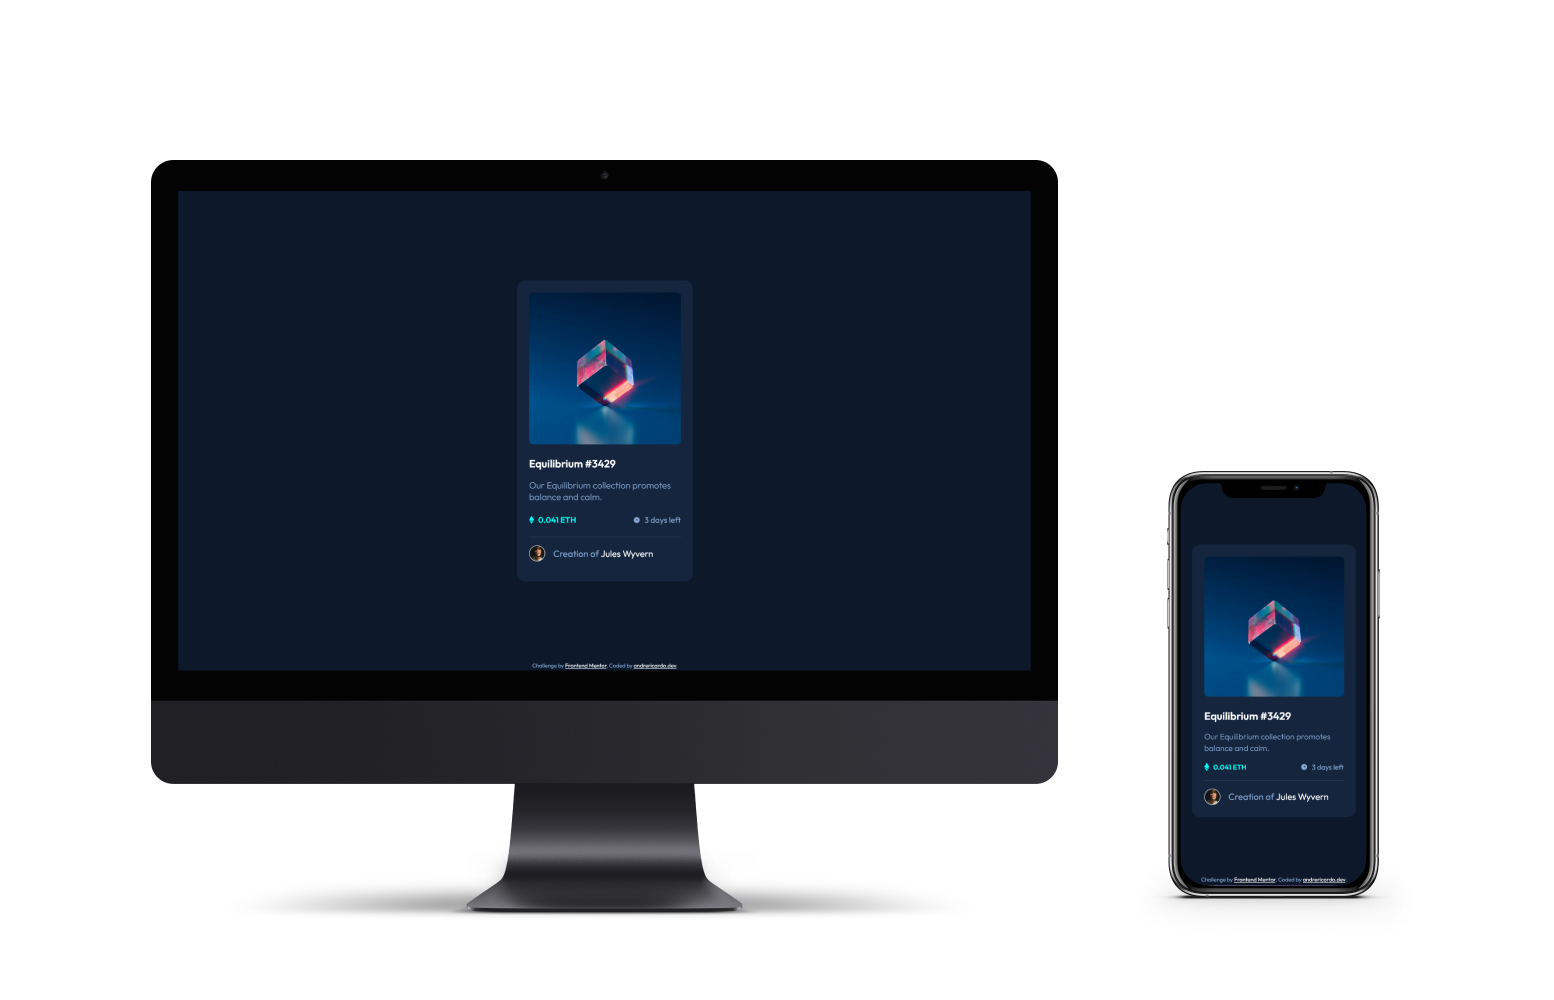 Equilibrium #3429
Our Equilibrium collection promotes
balance and calm.
0.041 ETH
3 days left
Creation of Jules Wyvern
Challenge by Frontend Mentor. Coded by andrericardo.dev.
Equilibrium #3429
Our Equilibrium collection promotes
balance and calm.
0.041 ETH
3 days left
Creation of Jules Wyvern
Challenge by Frontend Mentor. Coded by andrericardo.dev.